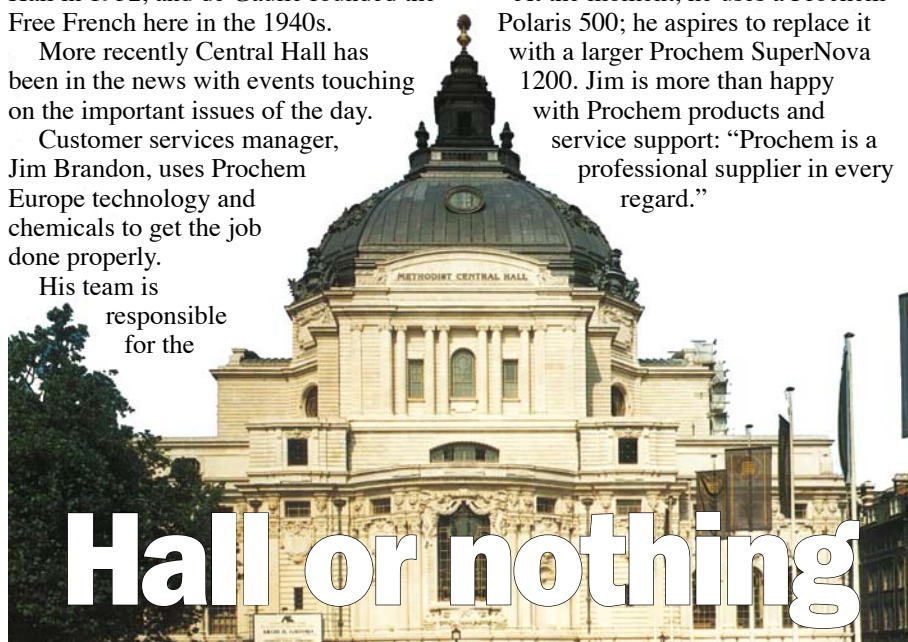 Free French here in the 1940s.
More recently Central Hall has
been in the news with events touching
on the important issues of the day.
Customer services manager,
Jim Brandon, uses Prochem
Europe technology and
chemicals to get the job
done properly.
His team is
responsible
for the
Polaris 500; he aspires to replace it
with a larger Prochem SuperNova
1200. Jim is more than happy
with Prochem products and
service support: “Prochem is a
professional supplier in every
regard.”
METHODIST CENTRAL HALL
Hall or nothing